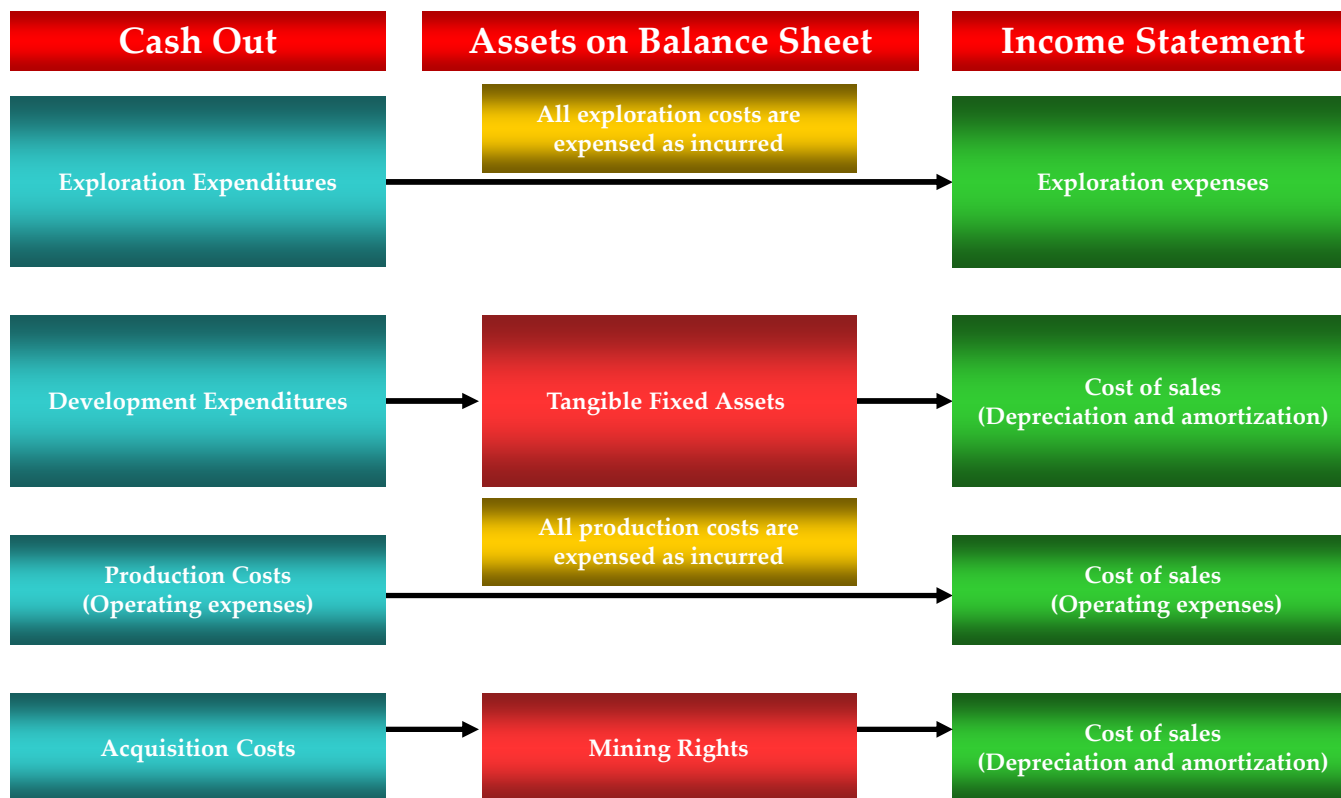 Cash Out
Assets on Balance Sheet
Income Statement
All exploration costs are
expensed as incurred
Exploration Expenditures
Exploration expenses
Development Expenditures
Tangible Fixed Assets
Cost of sales
(Depreciation and amortization)
All production costs are
expensed as incurred
Production Costs
(Operating expenses)
Cost of sales
(Operating expenses)
Acquisition Costs
Mining Rights
Cost of sales
(Depreciation and amortization)